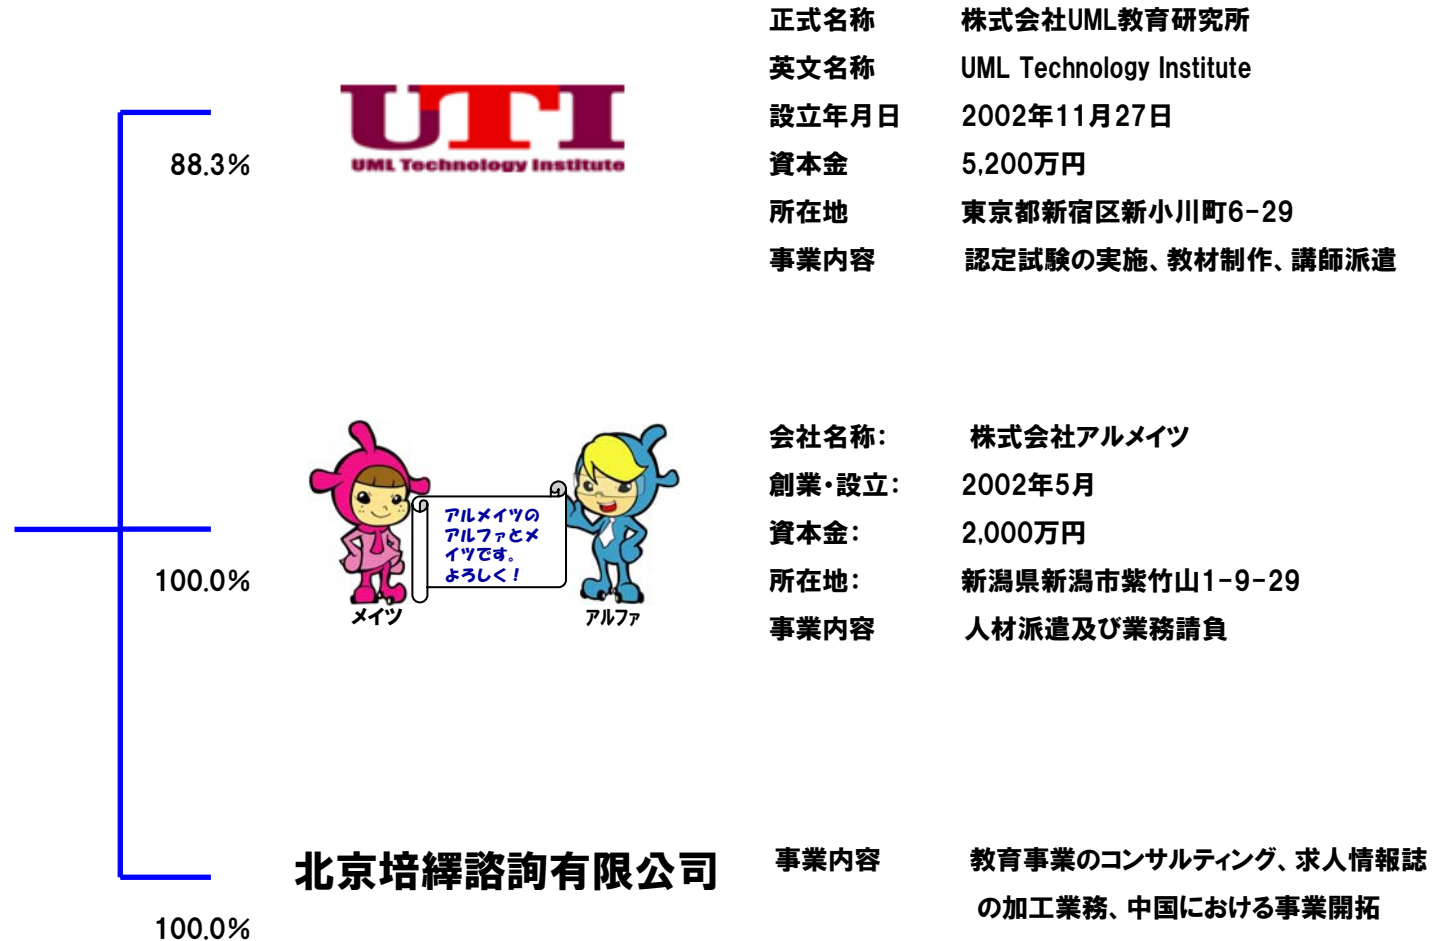 正式名称 株式会社UML教育研究所
英文名称 UML Technology Institute
設立年月日 2002年11月27日
資本金 5,200万円
所在地 東京都新宿区新小川町6-29
事業内容 認定試験の実施、教材制作、講師派遣
88.3%
UTI
UML Technology Institute
会社名称： 株式会社アルメイツ
創業・設立： 2002年5月
資本金： 2,000万円
所在地： 新潟県新潟市紫竹山1-9-29
事業内容 人材派遣及び業務請負
100.0%
アルメイツの
アルファとメ
イツです。
よろしく！
メイツ
アルファ
北京培繹諮詢有限公司
事業内容 教育事業のコンサルティング、求人情報誌
の加工業務、中国における事業開拓
100.0%